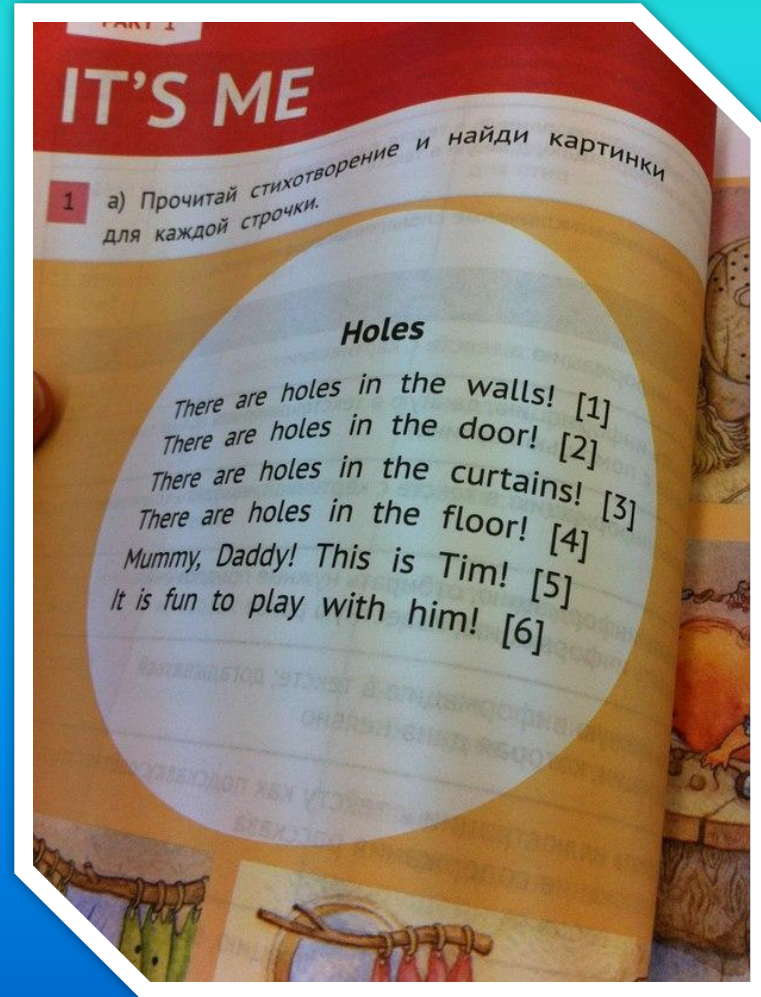 PART 1
IT'S ME
1 а) Прочитай стихотворение и найди картинки
для каждой строчки.
Holes
There are holes in the walls! [1]
There are holes in the door! [2]
There are holes in the curtains! [3]
There are holes in the floor! [4]
Mummy, Daddy! This is Tim! [5]
It is fun to play with him! [6]